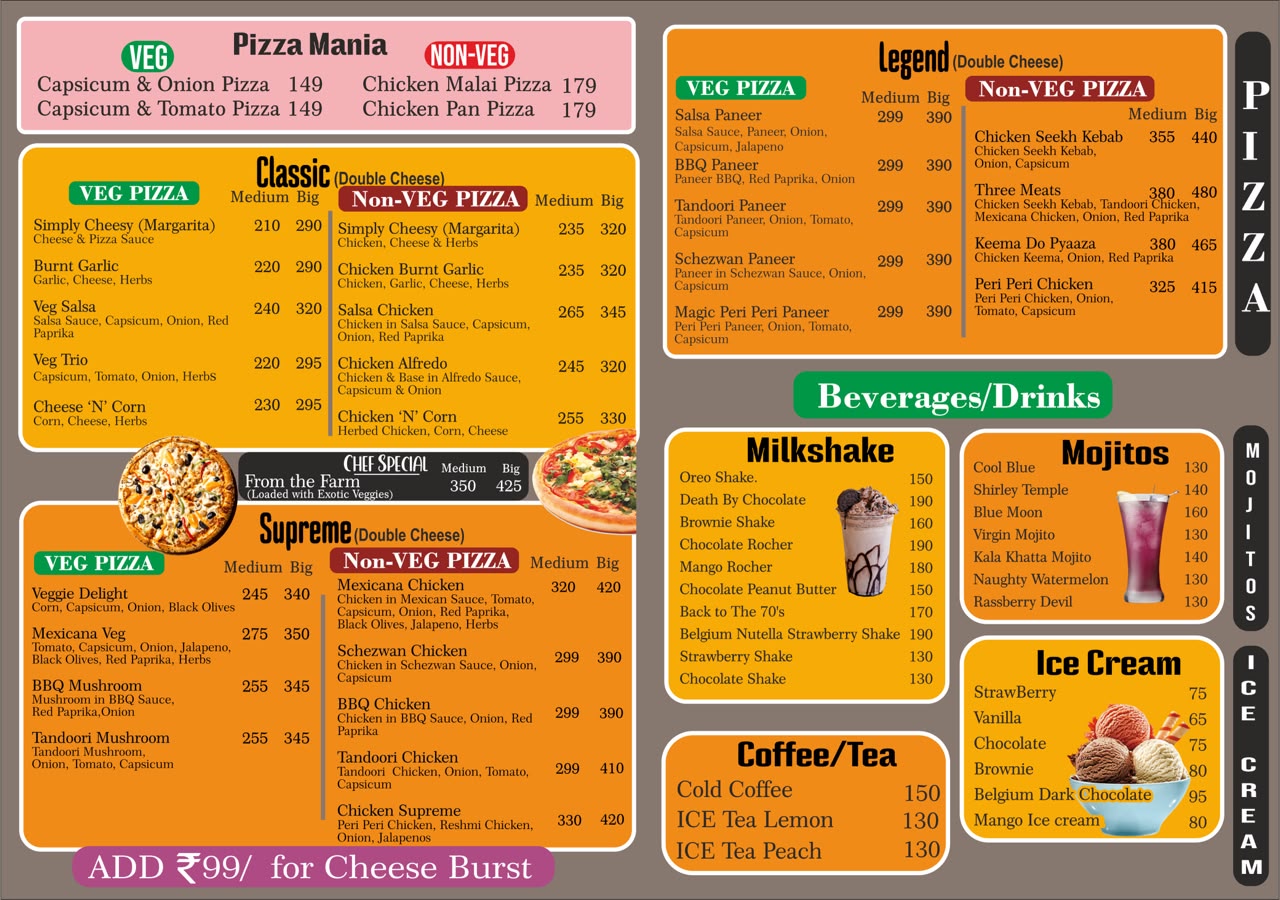 Pizza Mania
VEG
Capsicum & Onion Pizza 149
Capsicum & Tomato Pizza 149
NON-VEG
Chicken Malai Pizza 179
Chicken Pan Pizza 179
Classic (Double Cheese)
VEG PIZZA
Medium Big
Simply Cheesy (Margarita) 210 290
Cheese & Pizza Sauce
Burnt Garlic 220 290
Garlic, Cheese, Herbs
Veg Salsa 240 320
Salsa Sauce, Capsicum, Onion, Red
Paprika
Veg Trio 220 295
Capsicum, Tomato, Onion, HerbS
Cheese ‘N’ Corn 230 295
Corn, Cheese, Herbs
Non-VEG PIZZA
Medium Big
Simply Cheesy (Margarita) 235 320
Chicken, Cheese & Herbs
Chicken Burnt Garlic 235 320
Chicken, Garlic, Cheese, Herbs
Salsa Chicken 265 345
Chicken in Salsa Sauce, Capsicum,
Onion, Red Paprika
Chicken Alfredo 245 320
Chicken & Base in Alfredo Sauce,
Capsicum & Onion
Chicken ‘N’ Corn 255 330
Herbed Chicken, Corn, Cheese
CHEF SPECIAL Medium Big
From the Farm 350 425
(Loaded with Exotic Veggies)
Supreme (Double Cheese)
VEG PIZZA
Medium Big
Veggie Delight 245 340
Corn, Capsicum, Onion, Black Olives
Mexicana Veg 275 350
Tomato, Capsicum, Onion, Jalapeno,
Black Olives, Red Paprika, Herbs
BBQ Mushroom 255 345
Mushroom in BBQ Sauce,
Red Paprika,Onion
Tandoori Mushroom 255 345
Tandoori Mushroom,
Onion, Tomato, Capsicum
Non-VEG PIZZA
Medium Big
Mexicana Chicken 320 420
Chicken in Mexican Sauce, Tomato,
Capsicum, Onion, Red Paprika,
Black Olives, Jalapeno, Herbs
Schezwan Chicken 299 390
Chicken in Schezwan Sauce, Onion,
Capsicum
BBQ Chicken 299 390
Chicken in BBQ Sauce, Onion, Red
Paprika
Tandoori Chicken 299 410
Tandoori Chicken, Onion, Tomato,
Capsicum
Chicken Supreme 330 420
Peri Peri Chicken, Reshmi Chicken,
Onion, Jalapenos
ADD ₹99/ for Cheese Burst
Legend (Double Cheese)
VEG PIZZA
Medium Big
Salsa Paneer 299 390
Salsa Sauce, Paneer, Onion,
Capsicum, Jalapeno
BBQ Paneer 299 390
Paneer BBQ, Red Paprika, Onion
Tandoori Paneer 299 390
Tandoori Paneer, Onion, Tomato,
Capsicum
Schezwan Paneer 299 390
Paneer in Schezwan Sauce, Onion,
Capsicum
Magic Peri Peri Paneer 299 390
Peri Peri Paneer, Onion, Tomato,
Capsicum
Non-VEG PIZZA
Medium Big
Chicken Seekh Kebab 355 440
Chicken Seekh Kebab,
Onion, Capsicum
Three Meats 380 480
Chicken Seekh Kebab, Tandoori Chicken,
Mexicana Chicken, Onion, Red Paprika
Keema Do Pyaaza 380 465
Chicken Keema, Onion, Red Paprika
Peri Peri Chicken 325 415
Peri Peri Chicken, Onion,
Tomato, Capsicum
PIZZA
Beverages/Drinks
Milkshake
Oreo Shake. 150
Death By Chocolate 190
Brownie Shake 160
Chocolate Rocher 190
Mango Rocher 180
Chocolate Peanut Butter 150
Back to The 70's 170
Belgium Nutella Strawberry Shake 190
Strawberry Shake 130
Chocolate Shake 130
Coffee/Tea
Cold Coffee 150
ICE Tea Lemon 130
ICE Tea Peach 130
Mojitos
Cool Blue 130
Shirley Temple 140
Blue Moon 160
Virgin Mojito 130
Kala Khatta Mojito 140
Naughty Watermelon 130
Rassberry Devil 130
MOJITOS
Ice Cream
StrawBerry 75
Vanilla 65
Chocolate 75
Brownie 80
Belgium Dark Chocolate 95
Mango Ice cream 80
ICE CREAM